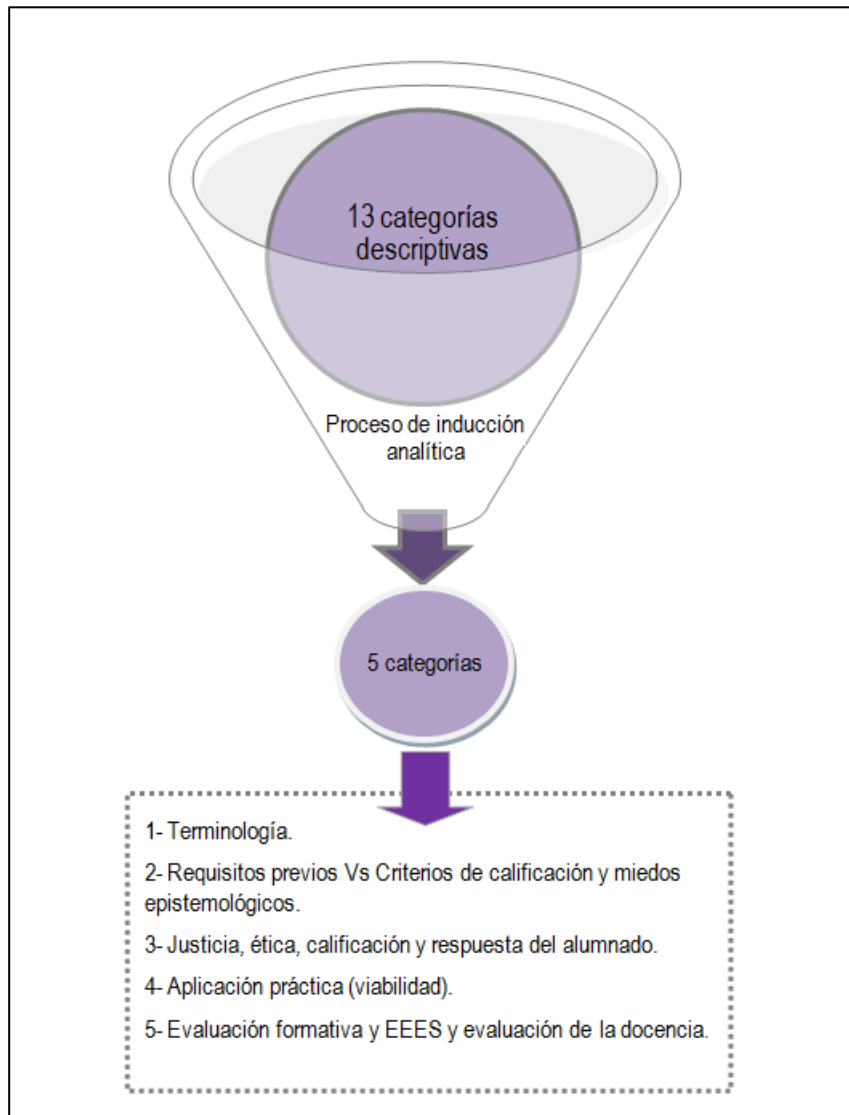 13 categorías
descriptivas
Proceso de inducción
analítica
5 categorías
1- Terminología.
2- Requisitos previos Vs Criterios de calificación y miedos
epistemológicos.
3- Justicia, ética, calificación y respuesta del alumnado.
4- Aplicación práctica (viabilidad).
5- Evaluación formativa y EEES y evaluación de la docencia.